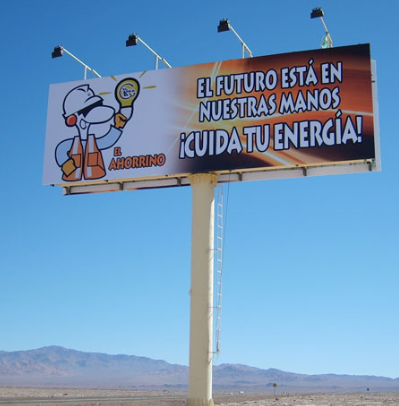 EL FUTURO ESTÁ EN
NUESTRAS MANOS
¡CUIDA TU ENERGÍA!
EL
AHORRINO